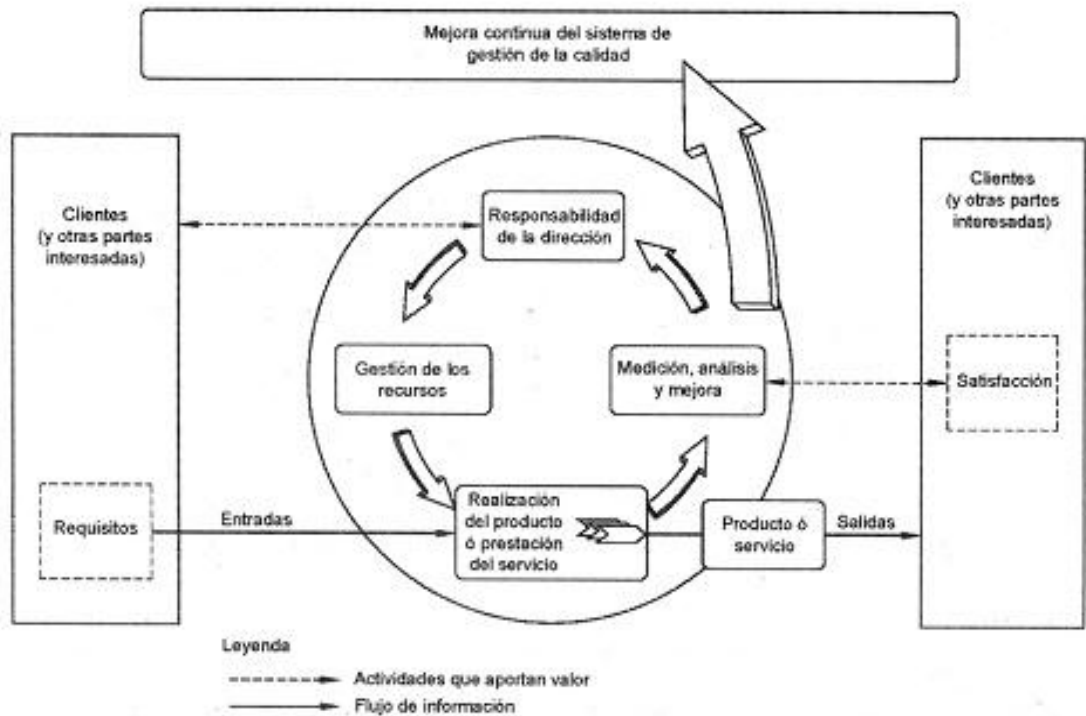 Mejora continua del sistema de
gestión de la calidad
Clientes
(y otras partes
interesadas)
Responsabilidad
de la dirección
Clientes
(y otras partes
interesadas)
Gestión de los
recursos
Medición, análisis
y mejora
Satisfacción
Requisitos
Entradas
Realización
del producto
ó prestación
del servicio
Producto ó
servicio
Salidas
Leyenda
Actividades que aportan valor
Flujo de información